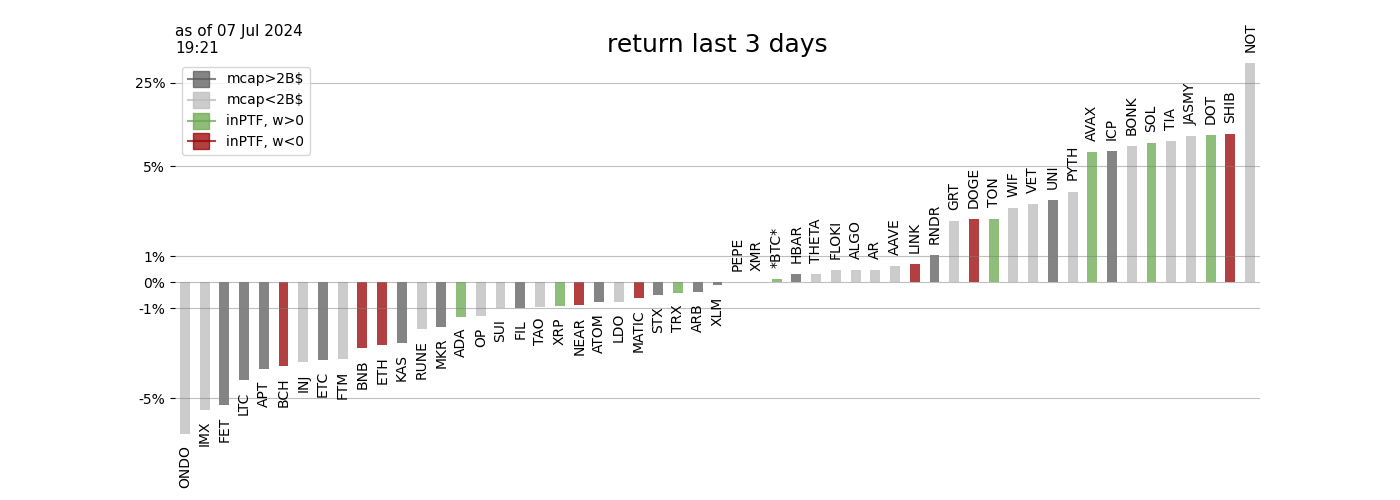 as of 07 Jul 2024
19:21
return last 3 days
mcap>2B$
mcap<2B$
inPTF, w>0
inPTF, w<0
25%
5%
1%
0%
-1%
-5%
ONDO
IMX
FET
LTC
APT
BCH
INJ
ETC
FTM
BNB
ETH
KAS
RUNE
MKR
ADA
OP
SUI
FIL
TAO
XRP
NEAR
ATOM
LDO
MATIC
STX
TRX
ARB
XLM
PEPE
XMR
*BTC*
HBAR
THETA
FLOKI
ALGO
AR
AAVE
LINK
RNDR
GRT
DOGE
TON
WIF
VET
UNI
PYTH
AVAX
ICP
BONK
SOL
TIA
JASMY
DOT
SHIB
NOT